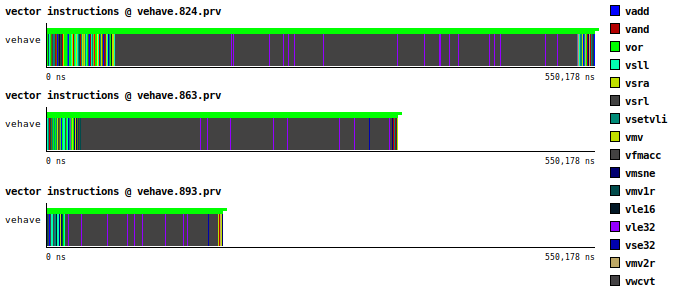 vector instructions @ vehave.824.prv
vehave
0 ns
550,178 ns
vector instructions @ vehave.863.prv
vehave
0 ns
550,178 ns
vector instructions @ vehave.893.prv
vehave
0 ns
550,178 ns
vadd
vand
vor
vsll
vsra
vsrl
vsetvli
vmv
vfmacc
vmsne
vmv1r
vle16
vle32
vse32
vmv2r
vwcvt